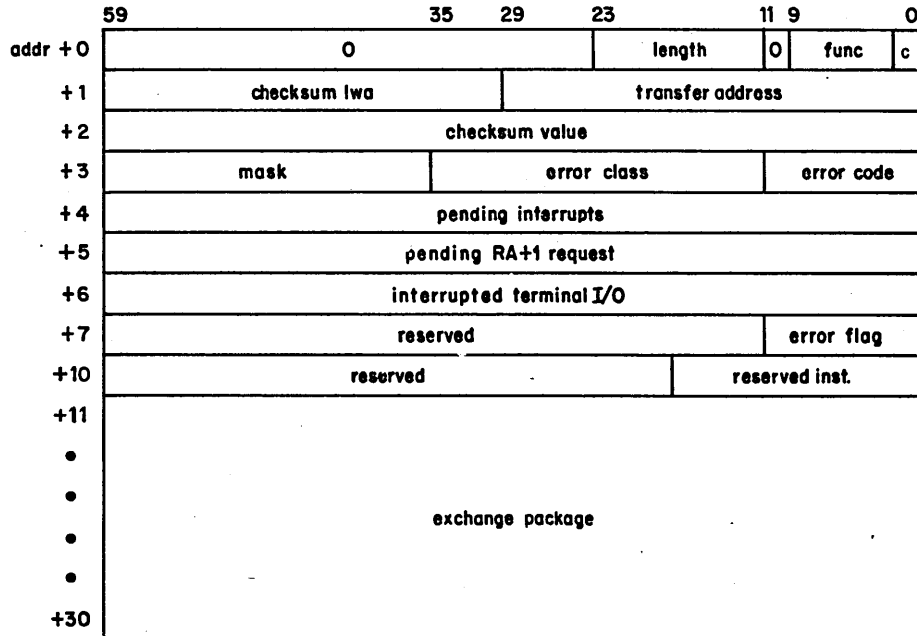 59 35 29 23 11 9 0
addr +0 0 length 0 func c
+1 checksum lwa transfer address
+2 checksum value
+3 mask error class error code
+4 pending interrupts
+5 pending RA+1 request
+6 interrupted terminal I/O
+7 reserved error flag
+10 reserved reserved inst.
+11
exchange package
+30